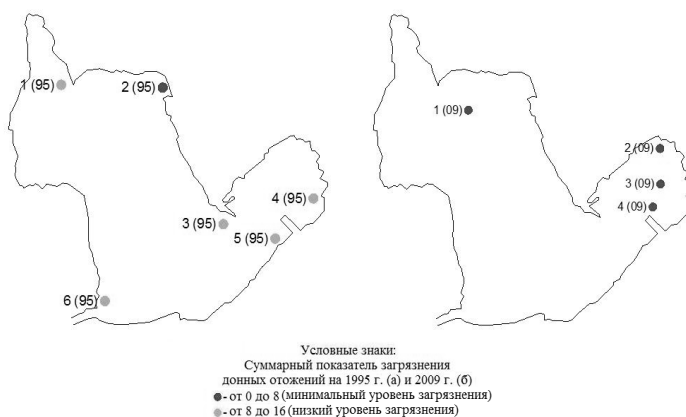 1 (95)
2 (95)
3 (95)
4 (95)
5 (95)
6 (95)
1 (09)
2 (09)
3 (09)
4 (09)
Условные знаки:
Суммарный показатель загрязнения
донных отожений на 1995 г. (а) и 2009 г. (б)
- от 0 до 8 (минимальный уровень загрязнения)
- от 8 до 16 (низкий уровень загрязнения)